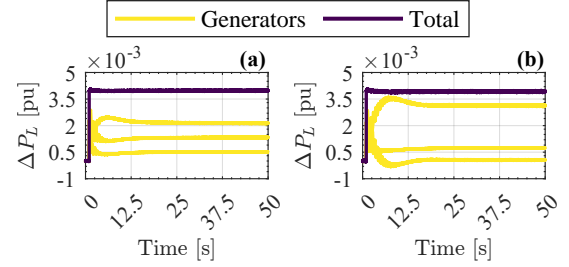 Generators Total
(a) (b)
×10⁻³ ×10⁻³
5 5
3.5 3.5
2 2
0.5 0.5
-1 -1
ΔP_L [pu] ΔP_L [pu]
0 12.5 25 37.5 50 0 12.5 25 37.5 50
Time [s] Time [s]